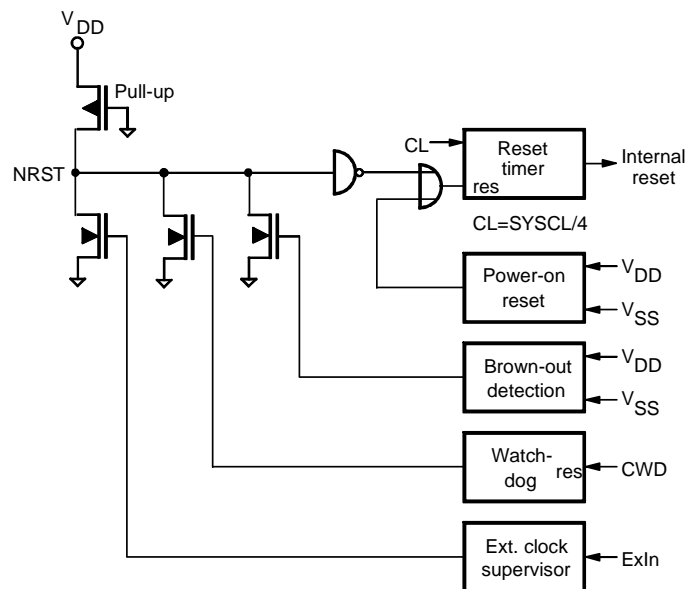 VDD
Pull-up
NRST
CL
Reset
timer
res
Internal
reset
CL=SYSCL/4
Power-on
reset
VDD
VSS
Brown-out
detection
VDD
VSS
Watch-
dog
res
CWD
Ext. clock
supervisor
ExIn